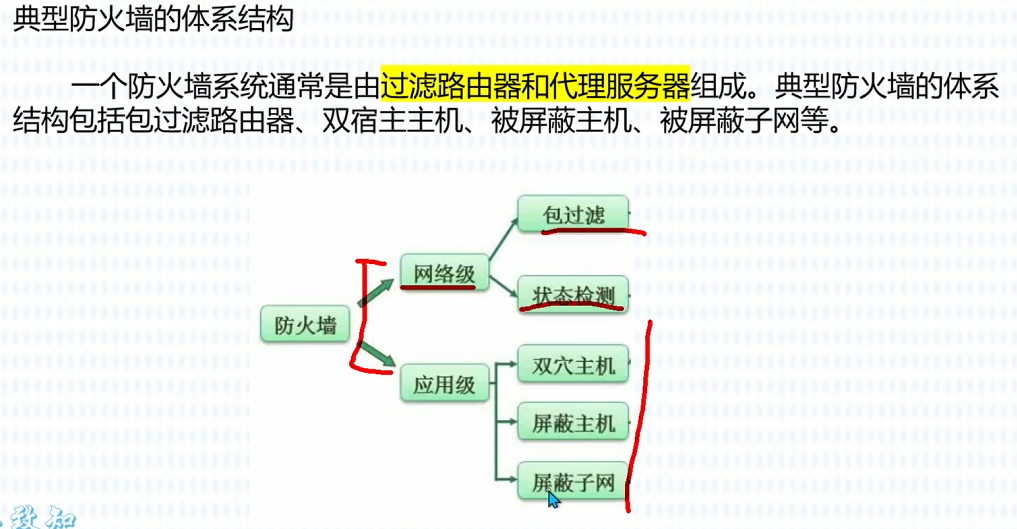 典型防火墙的体系结构
一个防火墙系统通常是由过滤路由器和代理服务器组成。典型防火墙的体系
结构包括包过滤路由器、双宿主主机、被屏蔽主机、被屏蔽子网等。
包过滤
网络级
状态检测
防火墙
双穴主机
应用级
屏蔽主机
屏蔽子网
致知